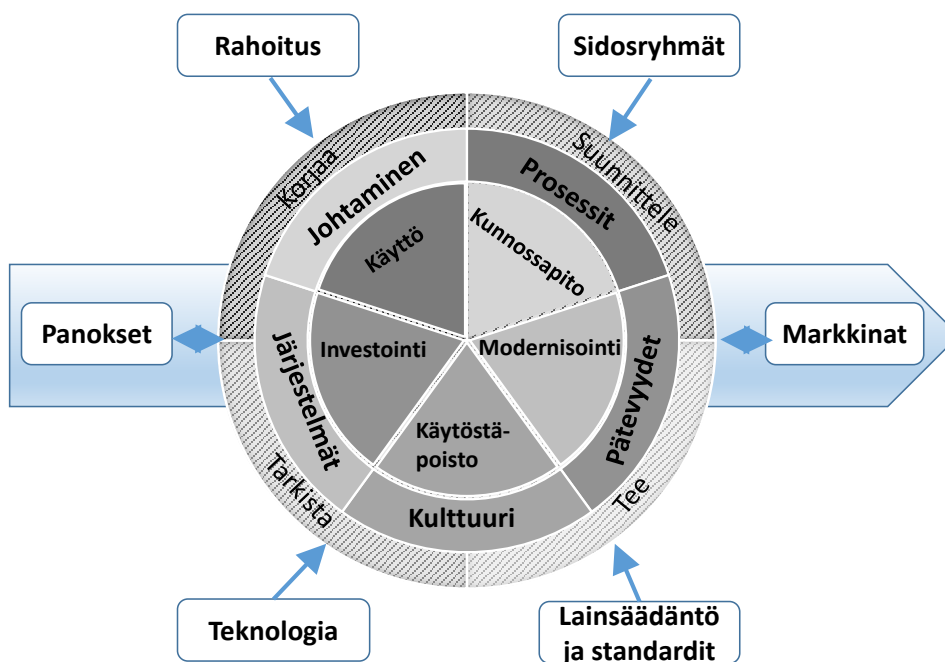 Rahoitus
Sidosryhmät
Korjaa
Suunnittele
Johtaminen
Prosessit
Käyttö
Kunnossapito
Panokset
Investointi
Modernisointi
Markkinat
Järjestelmät
Pätevyydet
Käytöstä-
poisto
Tarkista
Kulttuuri
Tee
Teknologia
Lainsäädäntö
ja standardit